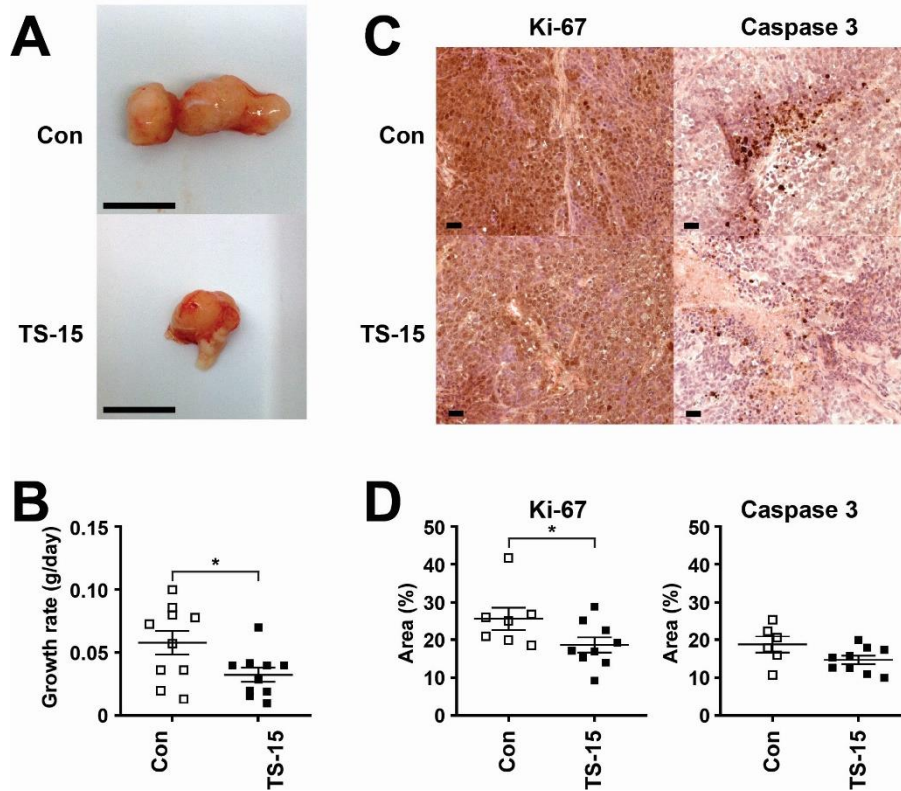 A
Con
TS-15
C
Ki-67
Caspase 3
Con
TS-15
B
Growth rate (g/day)
0.15
0.10
0.05
0
*
Con
TS-15
D
Ki-67
Area (%)
50
40
30
20
10
0
*
Con
TS-15
Caspase 3
Area (%)
50
40
30
20
10
0
Con
TS-15